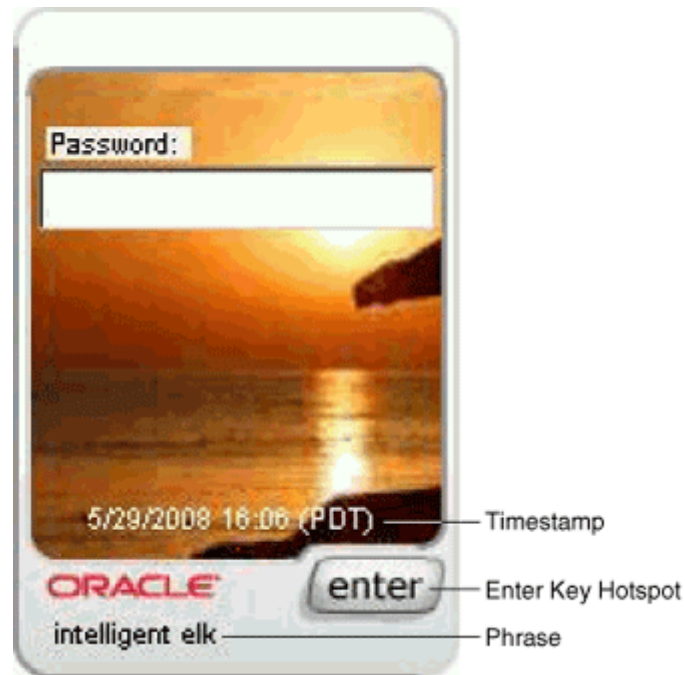 Password:
5/29/2008 16:06 (PDT)
Timestamp
ORACLE
enter
Enter Key Hotspot
intelligent elk
Phrase